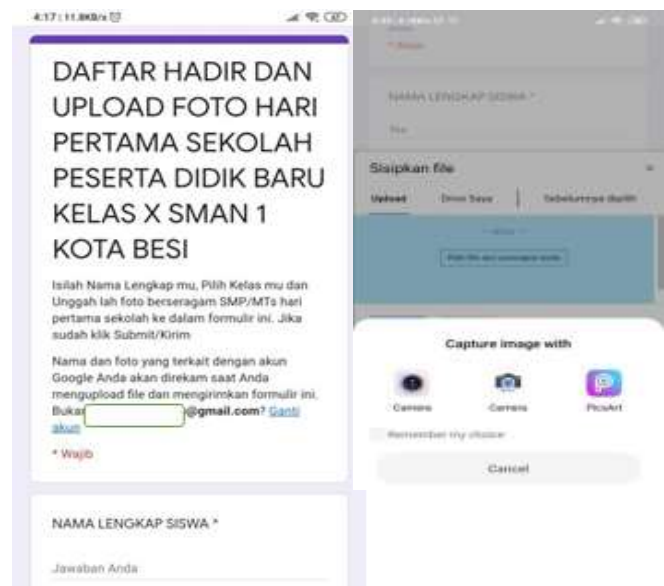 4:17 | 11.8KB/s
DAFTAR HADIR DAN
UPLOAD FOTO HARI
PERTAMA SEKOLAH
PESERTA DIDIK BARU
KELAS X SMAN 1
KOTA BESI
Isilah Nama Lengkap mu, Pilih Kelas mu dan
Unggah lah foto berseragam SMP/MTs hari
pertama sekolah ke dalam formulir ini. Jika
sudah klik Submit/Kirim
Nama dan foto yang terkait dengan akun
Google Anda akan direkam saat Anda
mengupload file dan mengirimkan formulir ini.
Bukan @gmail.com? Ganti
akun
* Wajib
NAMA LENGKAP SISWA *
Jawaban Anda
NAMA LENGKAP SISWA *
Sisipkan file
Upload Drive Saya Sebelumnya dipilih
Capture image with
Camera Camera PicsArt
Remember my choice
Cancel